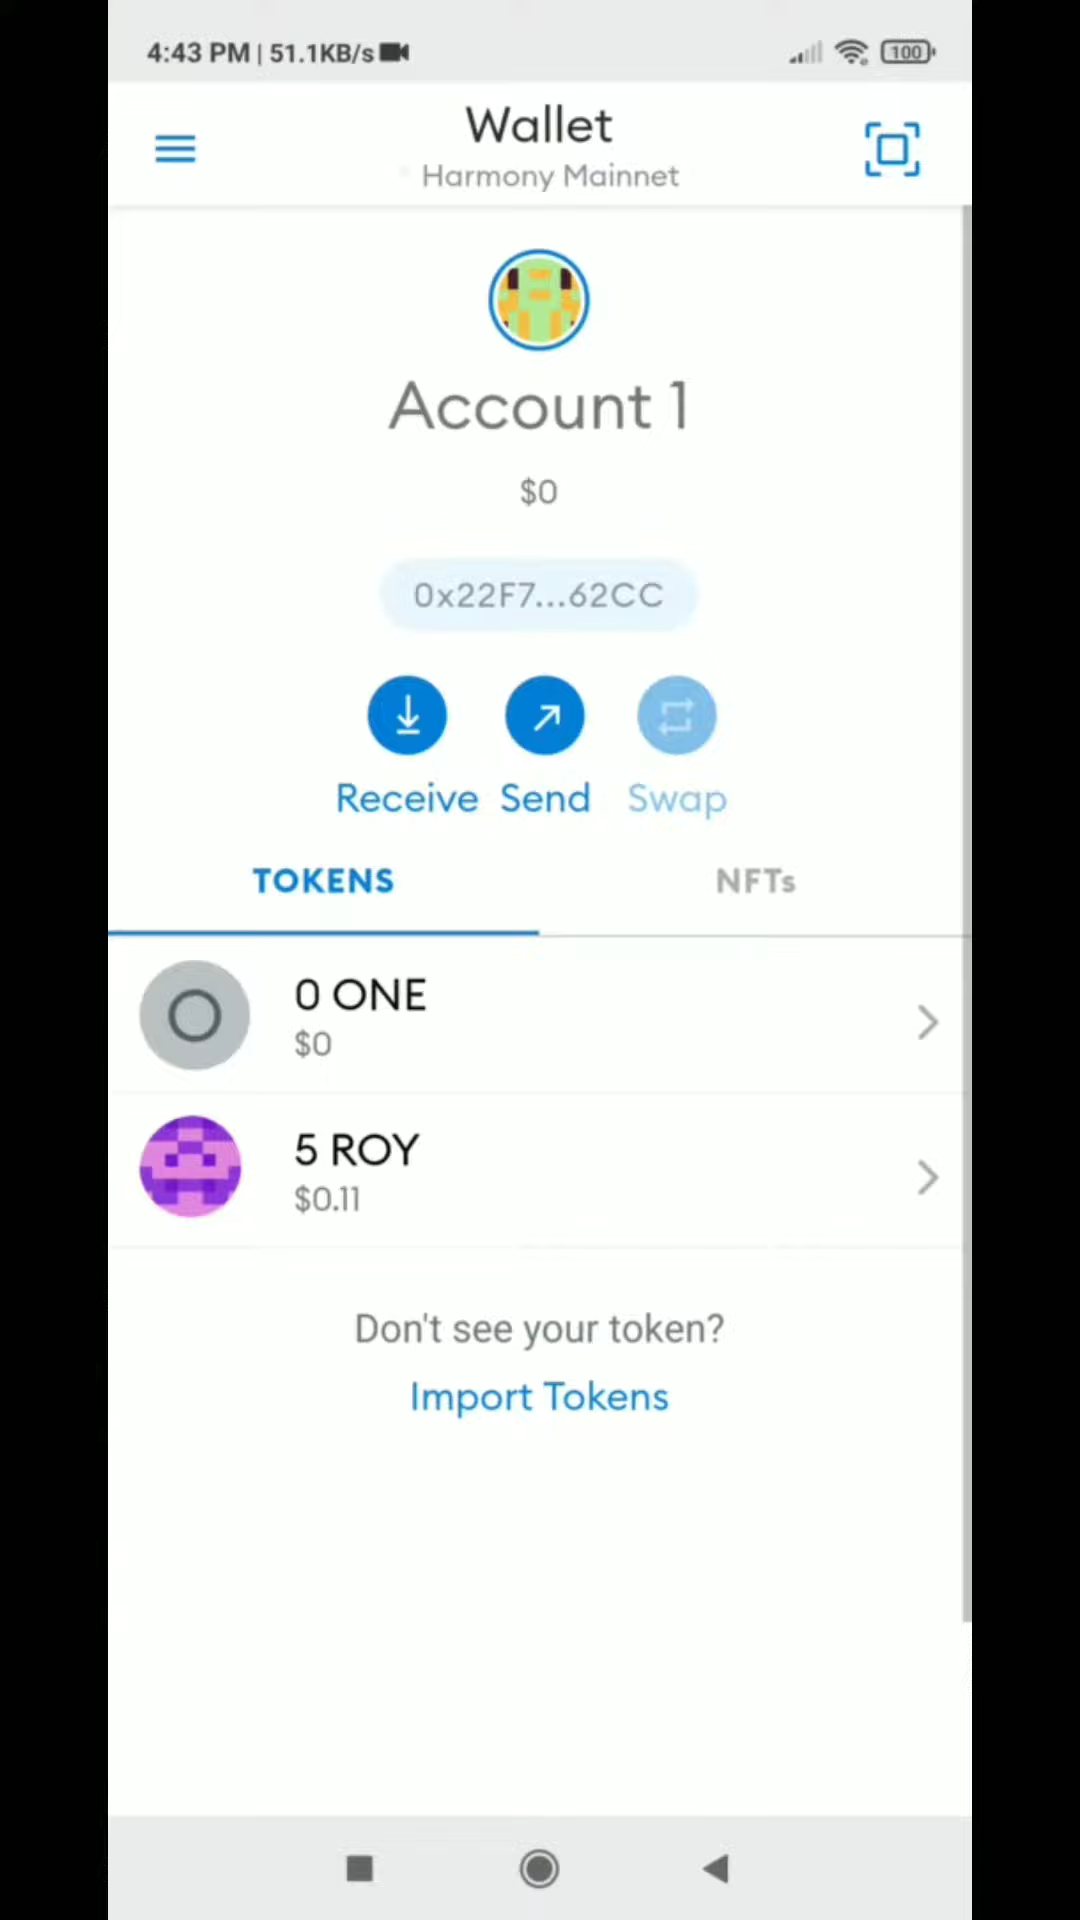 4:43 PM | 51.1KB/s
100
Wallet
Harmony Mainnet
Account 1
$0
0x22F7...62CC
Receive Send Swap
TOKENS NFTs
0 ONE
$0
5 ROY
$0.11
Don't see your token?
Import Tokens